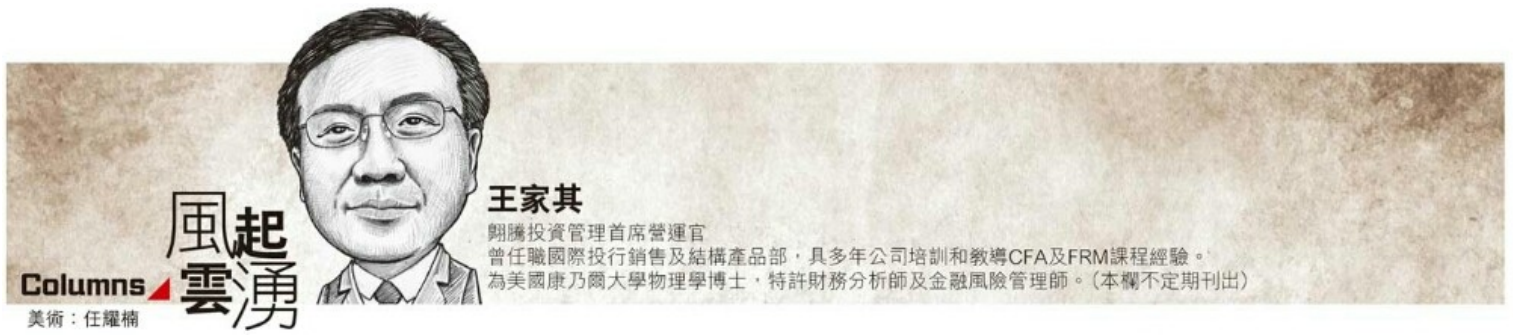 Columns
風起
雲湧
美術：任耀楠
王家其
翺騰投資管理首席營運官
曾任職國際投行銷售及結構產品部，具多年公司培訓和教導CFA及FRM課程經驗。
為美國康乃爾大學物理學博士，特許財務分析師及金融風險管理師。（本欄不定期刊出）